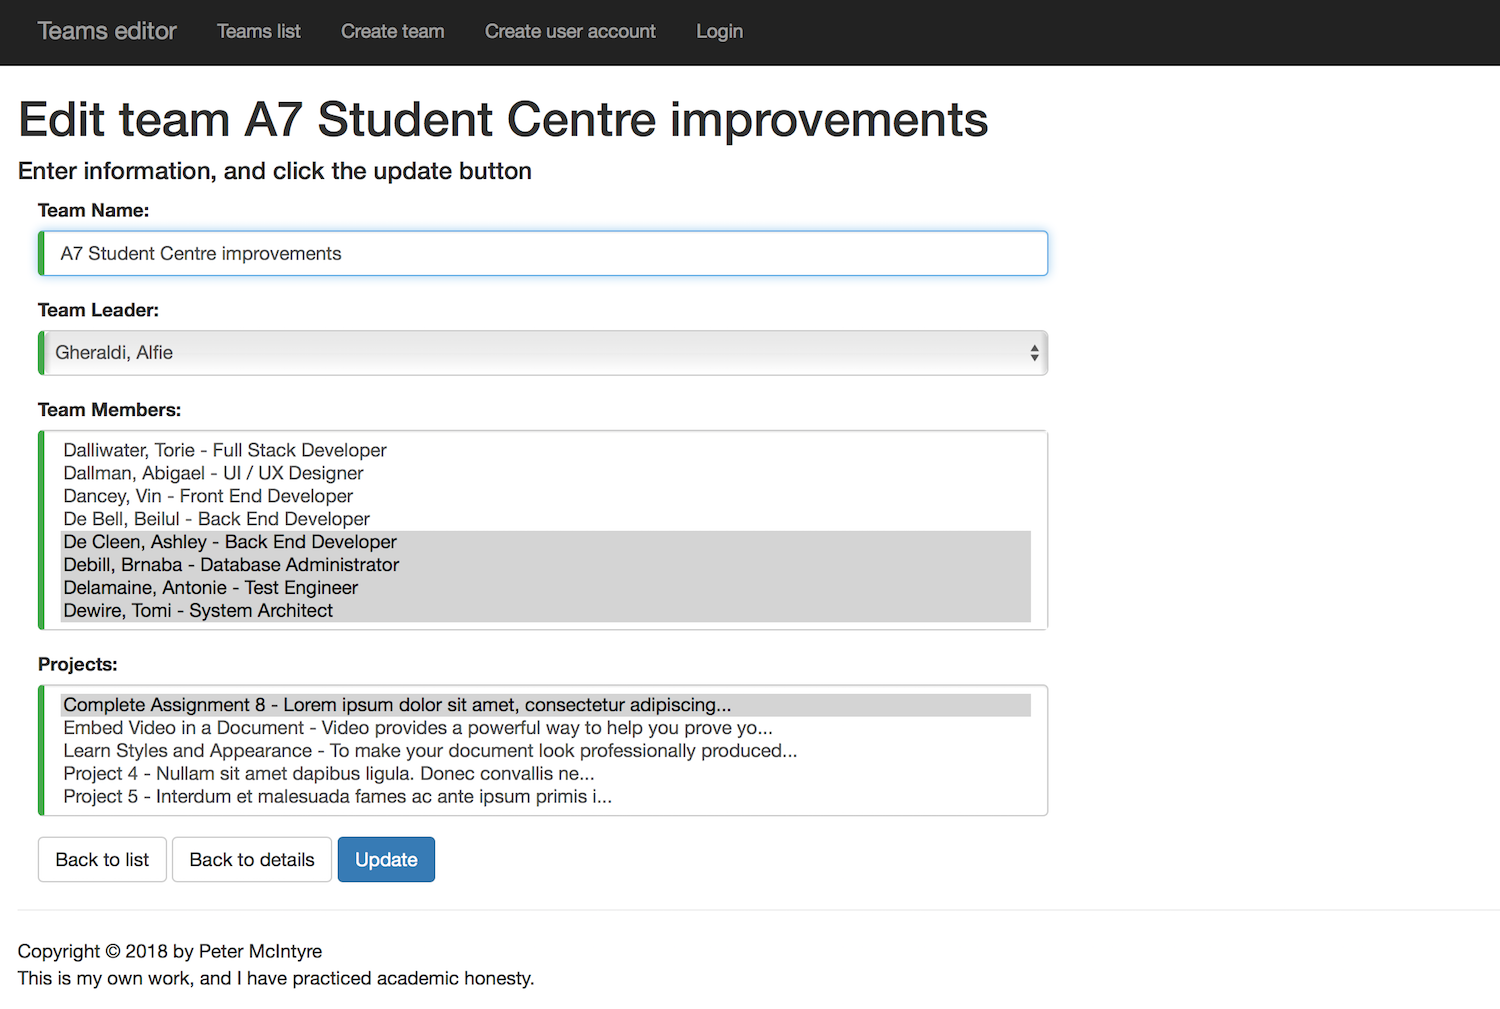 Teams editor Teams list Create team Create user account Login
Edit team A7 Student Centre improvements
Enter information, and click the update button
Team Name:
A7 Student Centre improvements
Team Leader:
Gheraldi, Alfie
Team Members:
Dalliwater, Torie - Full Stack Developer
Dallman, Abigael - UI / UX Designer
Dancey, Vin - Front End Developer
De Bell, Beilul - Back End Developer
De Cleen, Ashley - Back End Developer
Debill, Brnaba - Database Administrator
Delamaine, Antonie - Test Engineer
Dewire, Tomi - System Architect
Projects:
Complete Assignment 8 - Lorem ipsum dolor sit amet, consectetur adipiscing...
Embed Video in a Document - Video provides a powerful way to help you prove yo...
Learn Styles and Appearance - To make your document look professionally produced...
Project 4 - Nullam sit amet dapibus ligula. Donec convallis ne...
Project 5 - Interdum et malesuada fames ac ante ipsum primis i...
Back to list Back to details Update
Copyright © 2018 by Peter McIntyre
This is my own work, and I have practiced academic honesty.